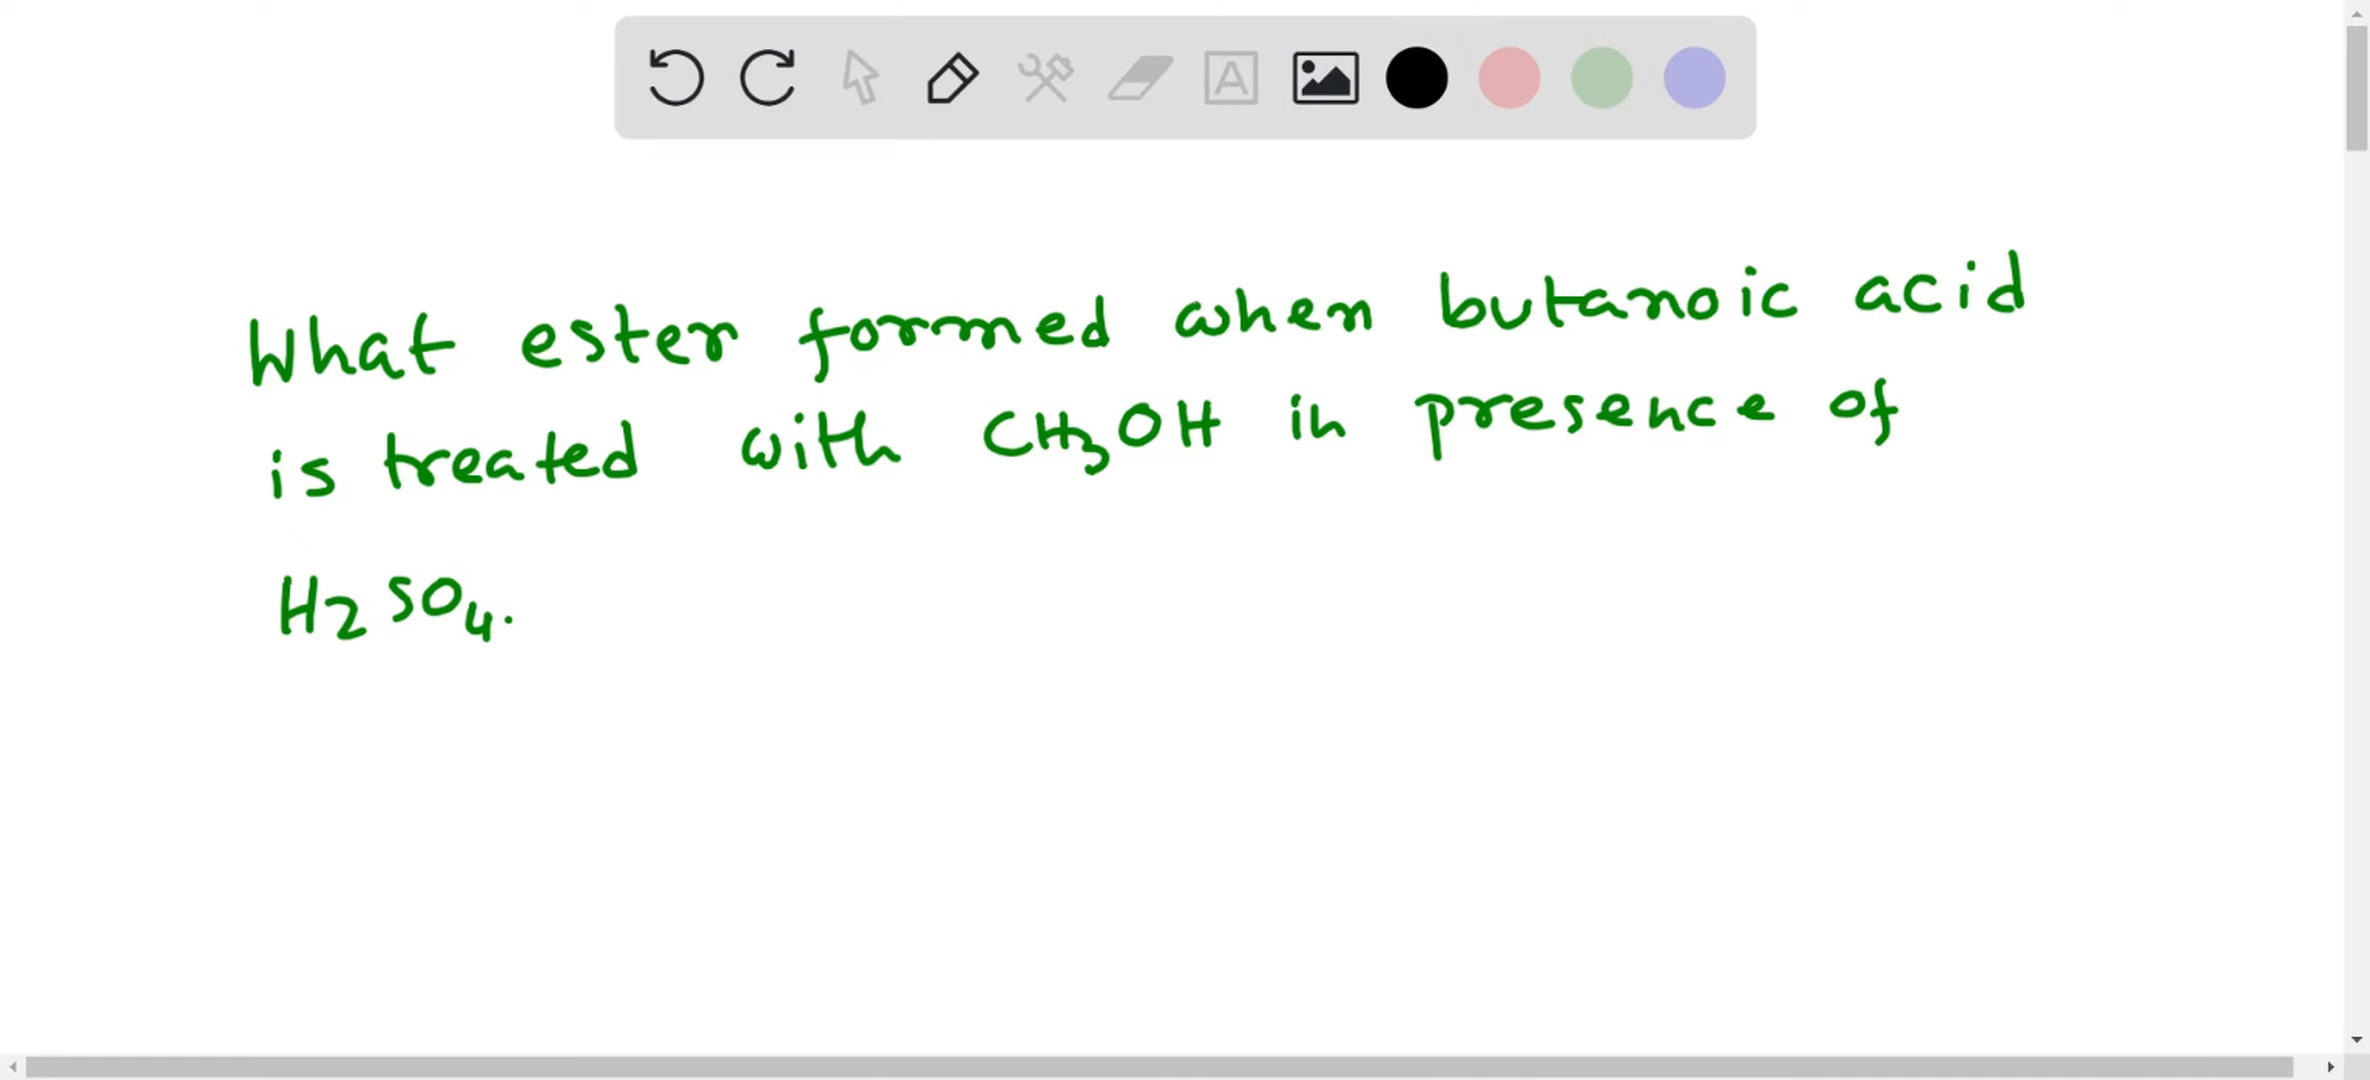 What ester formed when butanoic acid
is treated with CH3OH in presence of
H2SO4.